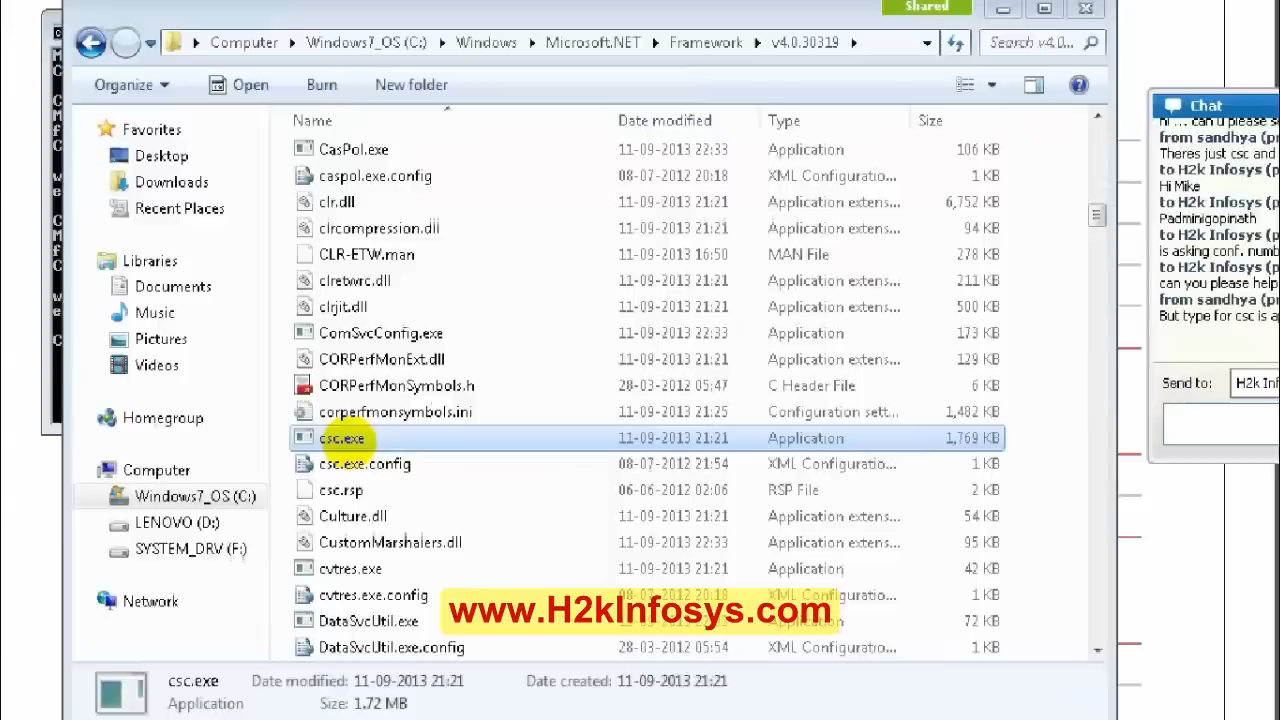 Shared
Computer Windows7_OS (C:) Windows Microsoft.NET Framework v4.0.30319 Search v4.0...
Organize Open Burn New folder
Name Date modified Type Size
CasPol.exe 11-09-2013 22:33 Application 106 KB
caspol.exe.config 08-07-2012 20:18 XML Configuratio... 1 KB
clr.dll 11-09-2013 21:21 Application extens... 6,752 KB
clrcompression.dll 11-09-2013 21:21 Application extens... 94 KB
CLR-ETW.man 11-09-2013 16:50 MAN File 278 KB
clretwrc.dll 11-09-2013 21:21 Application extens... 211 KB
clrjit.dll 11-09-2013 21:21 Application extens... 500 KB
ComSvcConfig.exe 11-09-2013 22:33 Application 173 KB
CORPerfMonExt.dll 11-09-2013 21:21 Application extens... 129 KB
CORPerfMonSymbols.h 28-03-2012 05:47 C Header File 6 KB
corperfmonsymbols.ini 11-09-2013 21:25 Configuration sett... 1,482 KB
csc.exe 11-09-2013 21:21 Application 1,769 KB
csc.exe.config 08-07-2012 21:54 XML Configuratio... 1 KB
csc.rsp 06-06-2012 02:06 RSP File 2 KB
Culture.dll 11-09-2013 21:21 Application extens... 54 KB
CustomMarshalers.dll 11-09-2013 22:33 Application extens... 95 KB
cvtres.exe 11-09-2013 21:21 Application 42 KB
cvtres.exe.config 08-07-2012 20:18 XML Configuratio... 1 KB
DataSvcUtil.exe 72 KB
DataSvcUtil.exe.config 28-03-2012 05:54 XML Configuratio... 1 KB
Favorites
Desktop
Downloads
Recent Places
Libraries
Documents
Music
Pictures
Videos
Homegroup
Computer
Windows7_OS (C:)
LENOVO (D:)
SYSTEM_DRV (F:)
Network
www.H2kInfosys.com
csc.exe Date modified: 11-09-2013 21:21 Date created: 11-09-2013 21:21
Application Size: 1.72 MB
Chat
hi ... can u please
from sandhya (p
Theres just csc and
to H2k Infosys (p
Hi Mike
to H2k Infosys (p
Padminigopinath
to H2k Infosys (p
is asking conf. numb
to H2k Infosys (p
can you please help
from sandhya (p
But type for csc is a
Send to: H2k Inf